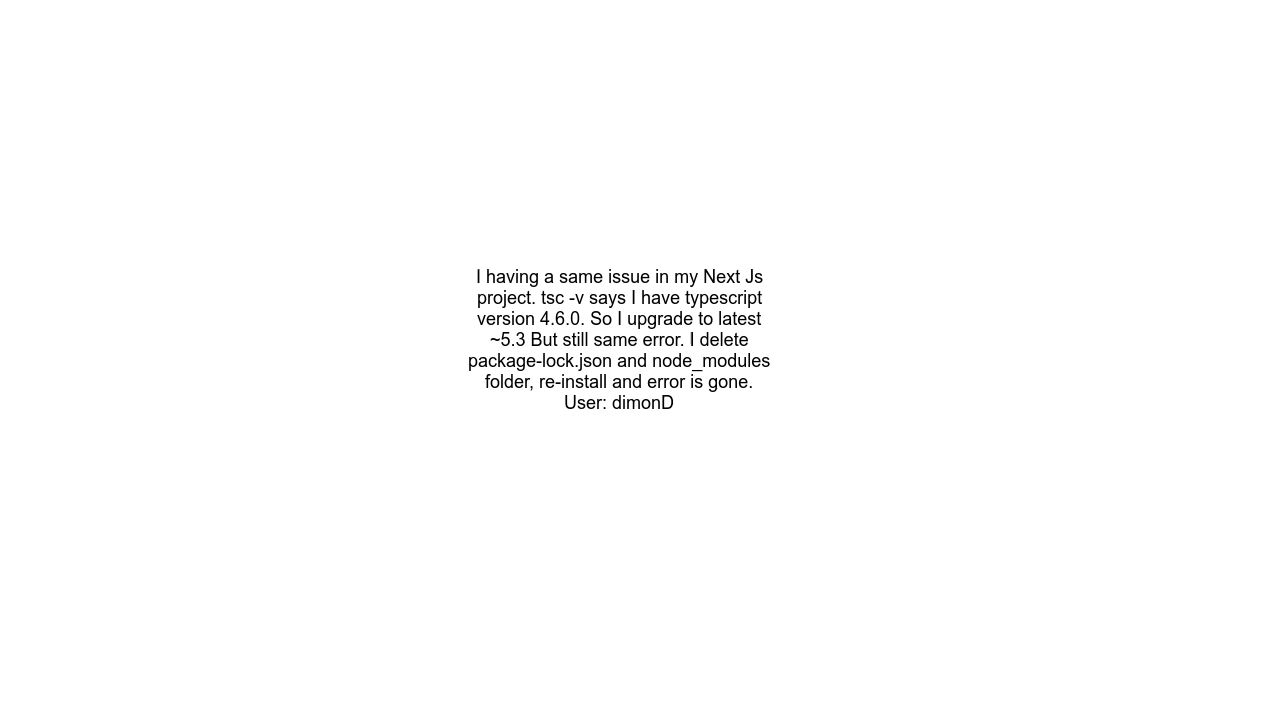 I having a same issue in my Next Js
project. tsc -v says I have typescript
version 4.6.0. So I upgrade to latest
~5.3 But still same error. I delete
package-lock.json and node_modules
folder, re-install and error is gone.
User: dimonD